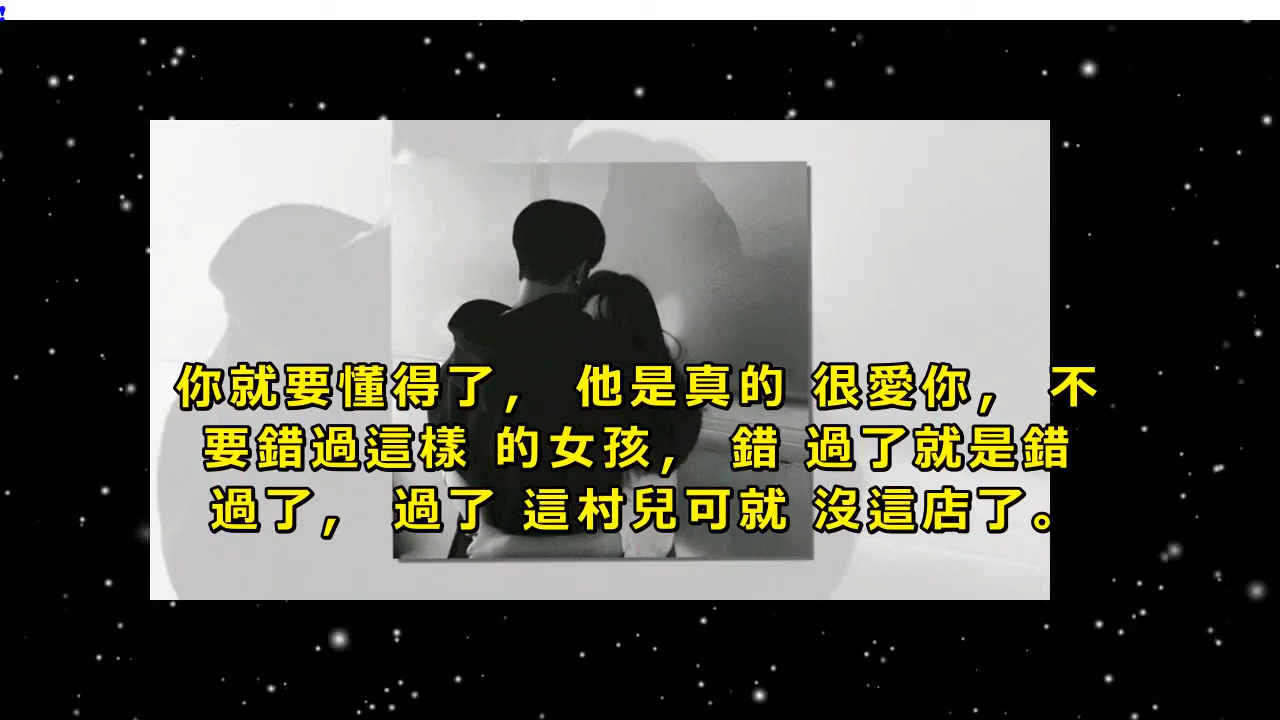 !
你就要懂得了， 他是真的 很愛你， 不
要錯過這樣 的女孩， 錯 過了就是錯
過了， 過了 這村兒可就 沒這店了。